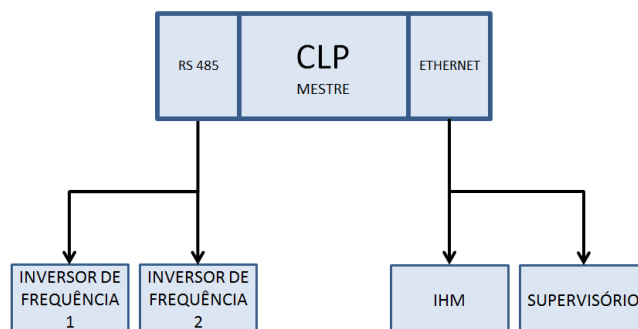 RS 485
CLP
MESTRE
ETHERNET
INVERSOR DE
FREQUÊNCIA
1
INVERSOR DE
FREQUÊNCIA
2
IHM
SUPERVISÓRIO